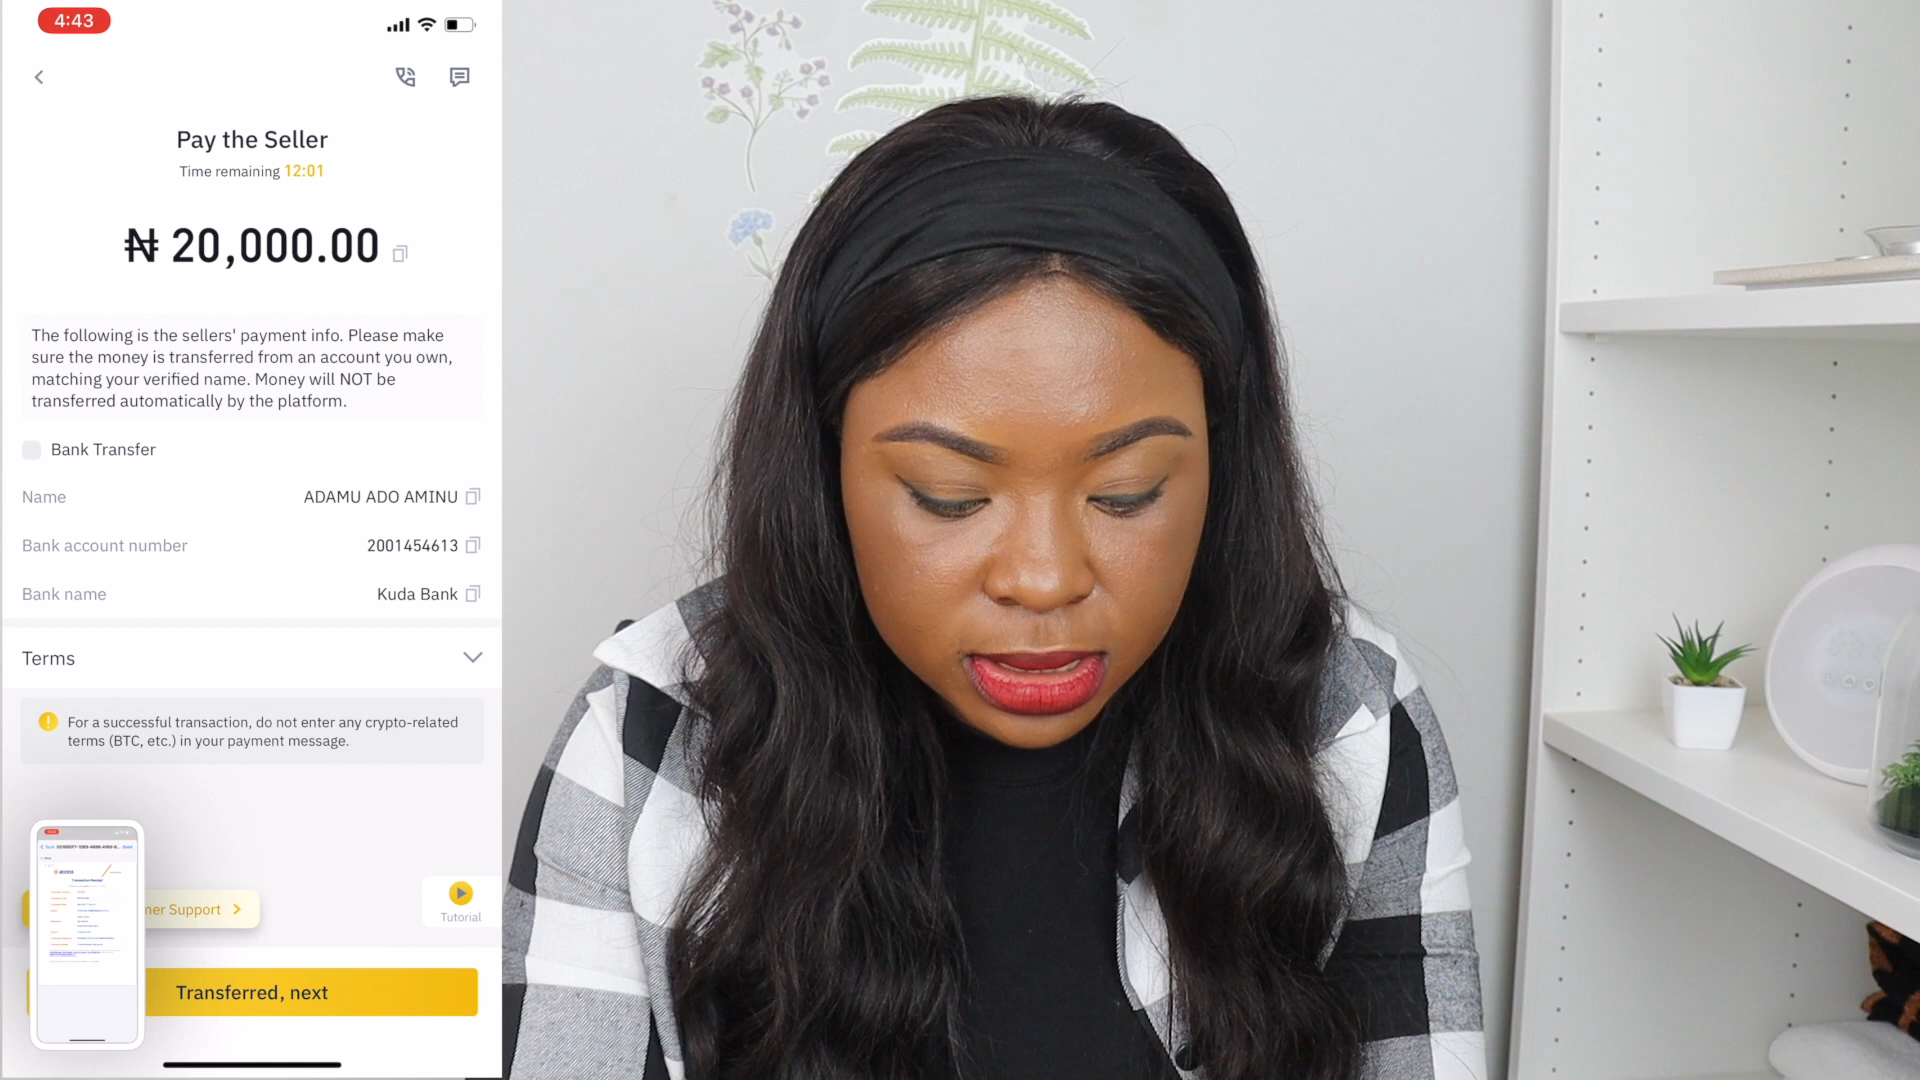 4:43
Pay the Seller
Time remaining 12:01
₦ 20,000.00
The following is the sellers' payment info. Please make
sure the money is transferred from an account you own,
matching your verified name. Money will NOT be
transferred automatically by the platform.
Bank Transfer
Name ADAMU ADO AMINU
Bank account number 2001454613
Bank name Kuda Bank
Terms
For a successful transaction, do not enter any crypto-related
terms (BTC, etc.) in your payment message.
access
Transaction Receipt
mer Support
Tutorial
Transferred, next